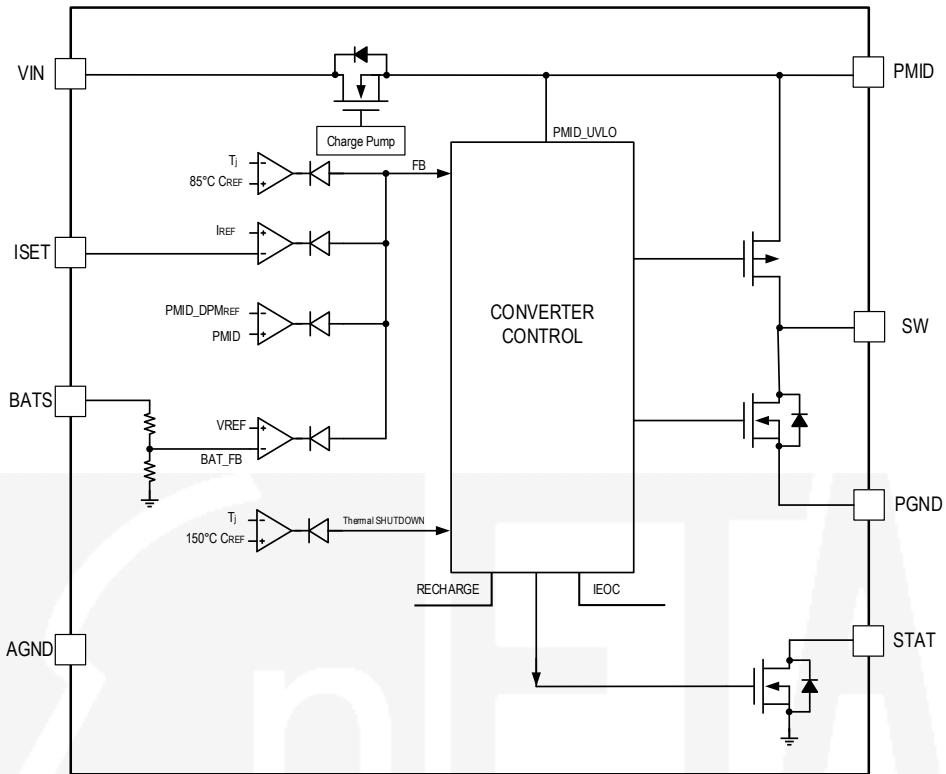 VIN
PMID
Charge Pump
PMID_UVLO
FB
Tj
85°C CREF
ISET
IREF
PMID_DPMREF
PMID
CONVERTER
CONTROL
SW
BATS
VREF
BAT_FB
PGND
Tj
150°C CREF
Thermal SHUTDOWN
RECHARGE
IEOC
AGND
STAT
- +
+ -
- +
+ -
- +
nETA